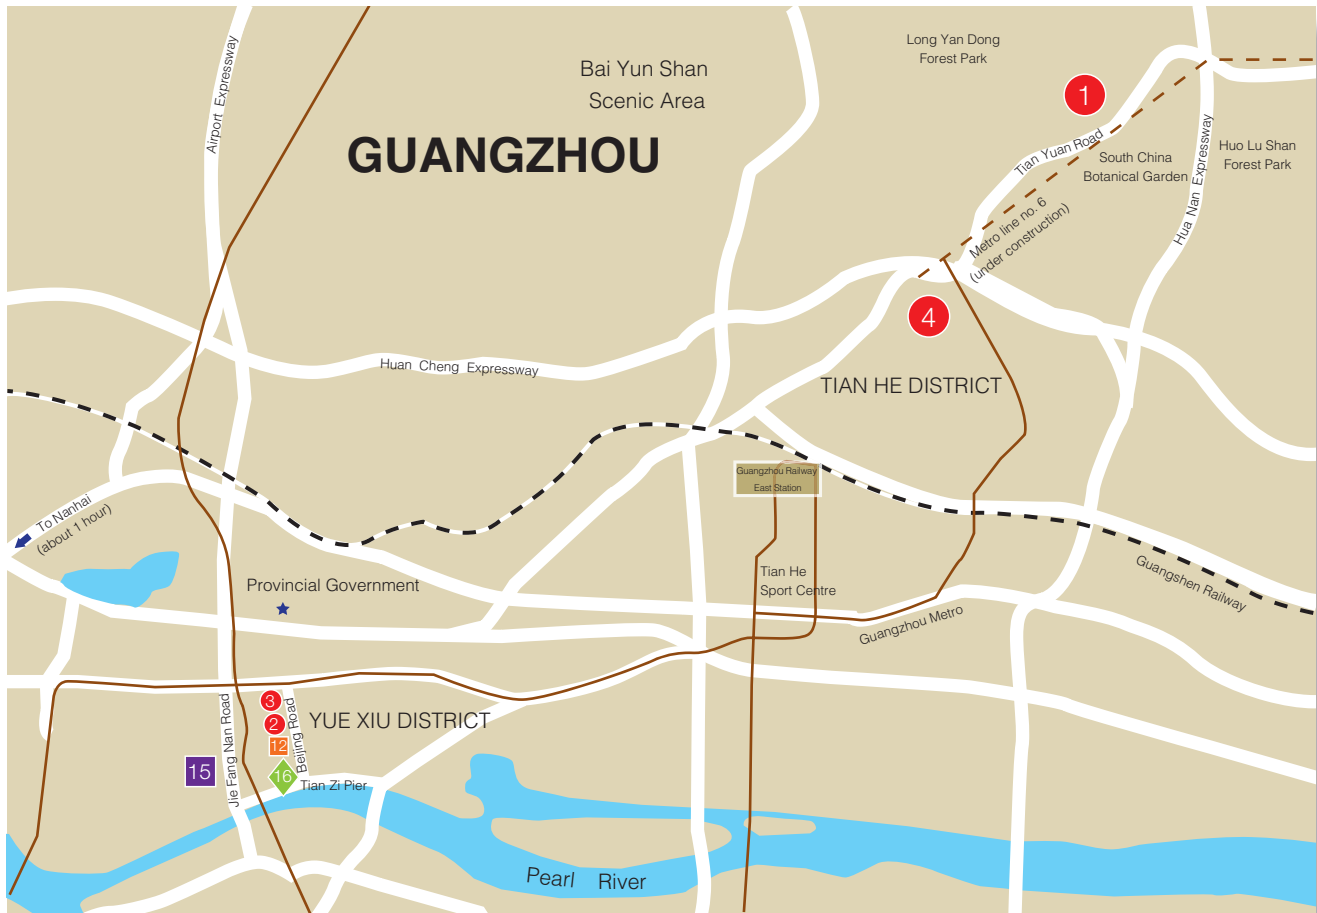 Long Yan Dong
Forest Park
Airport Expressway
Bai Yun Shan
Scenic Area
1
GUANGZHOU
Tian Yuan Road
South China
Botanical Garden
Huo Lu Shan
Forest Park
Hua Nan Expressway
Metro line no. 6
(under construction)
4
Huan Cheng Expressway
TIAN HE DISTRICT
Guangzhou Railway
East Station
To Nanhai
(about 1 hour)
Provincial Government
Tian He
Sport Centre
Guangshen Railway
Guangzhou Metro
3
2
YUE XIU DISTRICT
Jie Fang Nan Road
Beijing Road
12
15
16
Tian Zi Pier
Pearl River